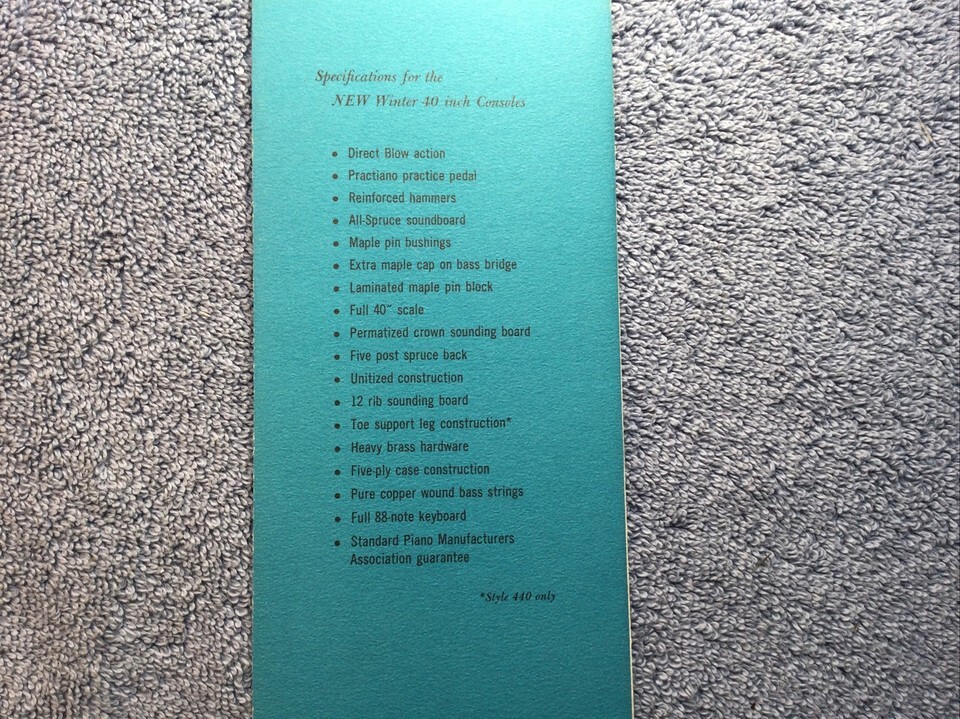 Specifications for the
NEW Winter 40 inch Consoles
• Direct Blow action
• Practiano practice pedal
• Reinforced hammers
• All-Spruce soundboard
• Maple pin bushings
• Extra maple cap on bass bridge
• Laminated maple pin block
• Full 40" scale
• Permatized crown sounding board
• Five post spruce back
• Unitized construction
• 12 rib sounding board
• Toe support leg construction*
• Heavy brass hardware
• Five-ply case construction
• Pure copper wound bass strings
• Full 88-note keyboard
• Standard Piano Manufacturers
Association guarantee
*Style 440 only